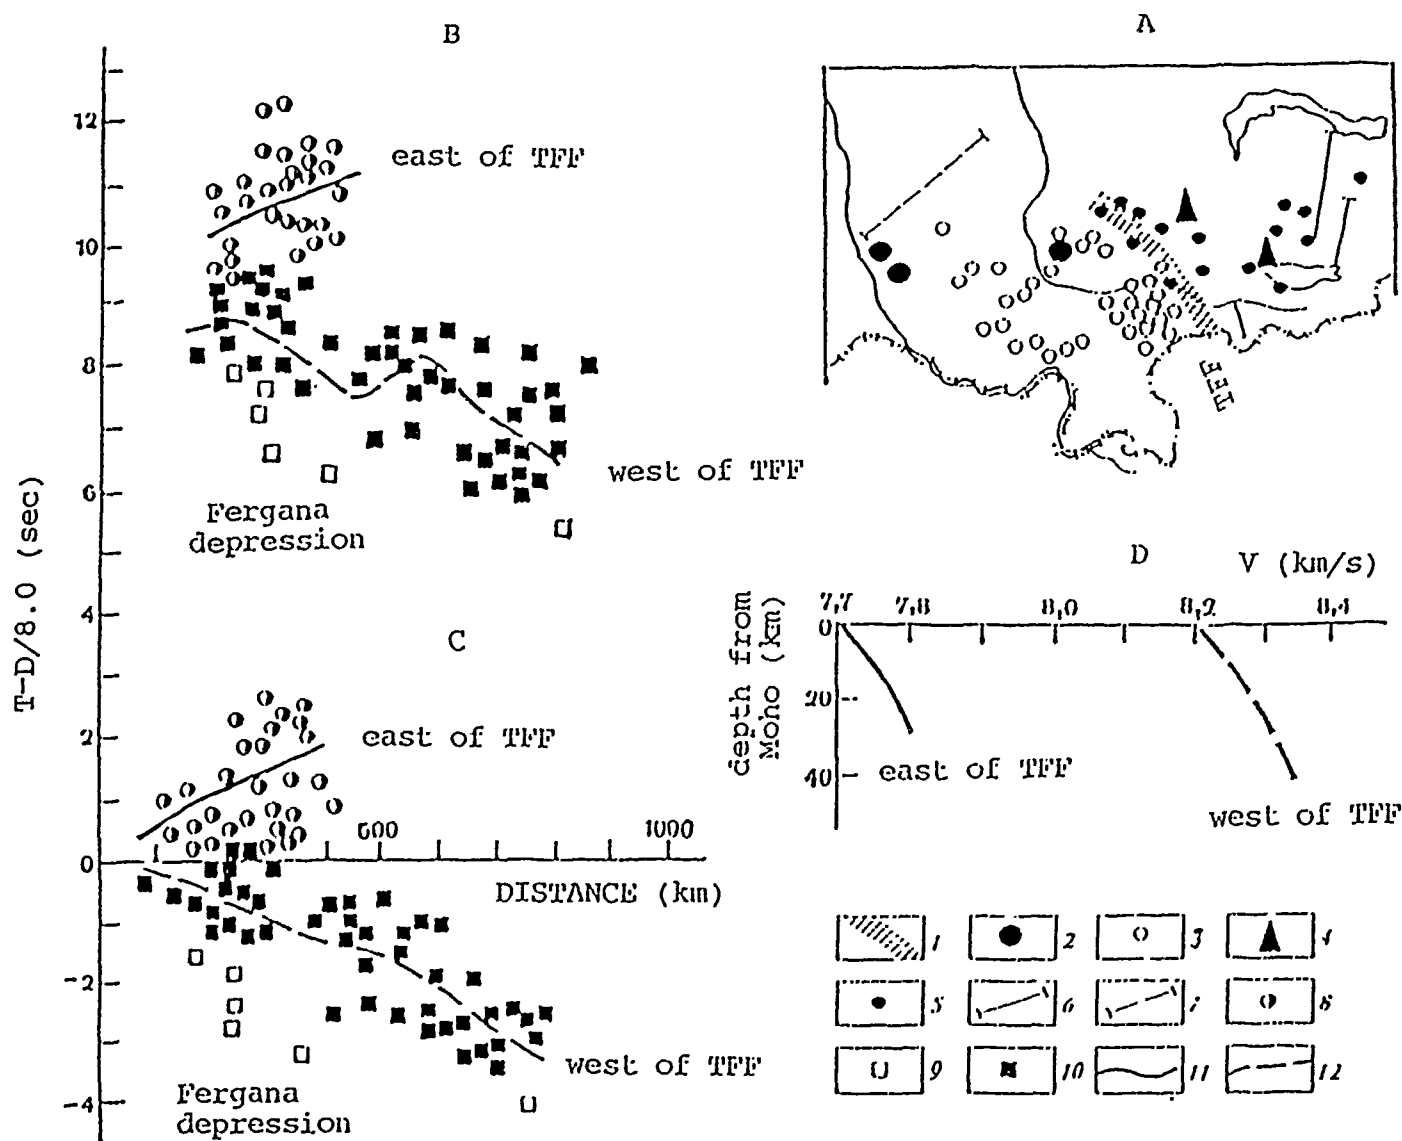 B
A
12
10
8
6
4
2
0
-2
-4
T-D/8.0 (sec)
east of TFF
west of TFF
Fergana
depression
TFF
C
east of TFF
600
1000
DISTANCE (km)
west of TFF
Fergana
depression
D
V (km/s)
7,7
7,8
8,0
8,2
8,4
0
20
40
depth from
Moho (km)
east of TFF
west of TFF
1
2
3
4
5
6
7
8
9
10
11
12